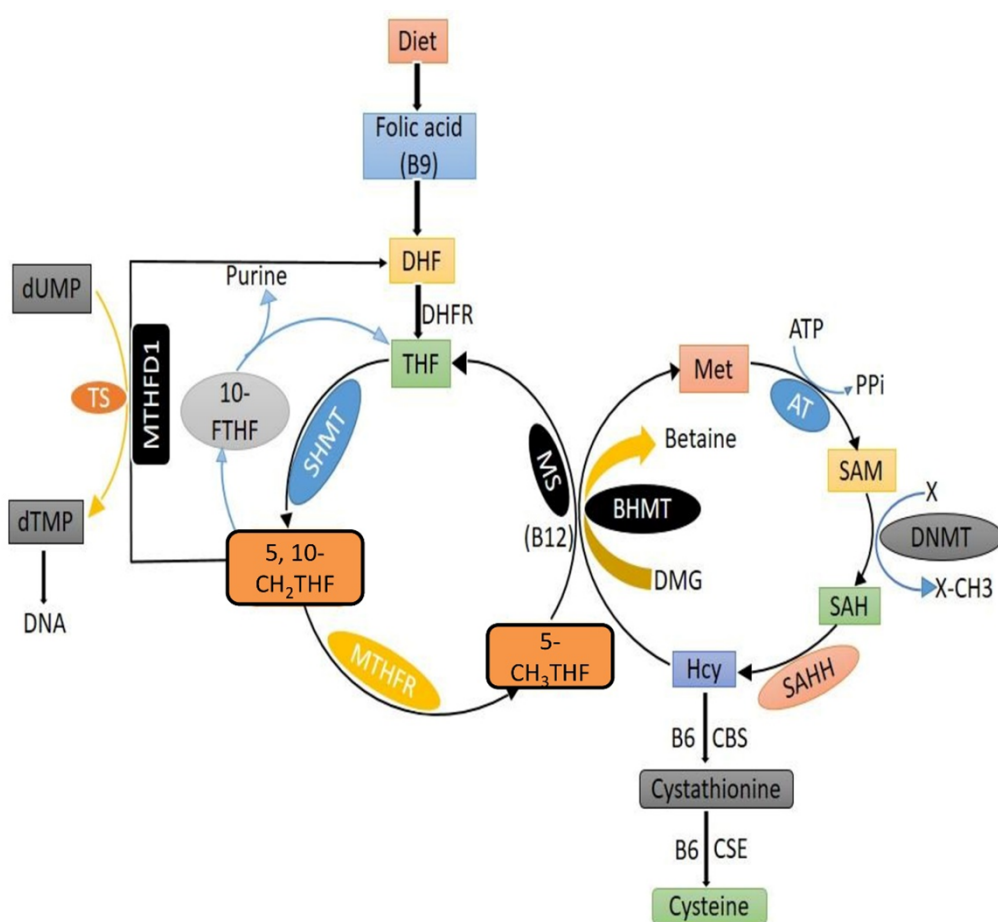 Diet
Folic acid
(B9)
DHF
DHFR
THF
Purine
dUMP
TS
MTHFD1
10-
FTHF
SHMT
dTMP
DNA
5, 10-
CH₂THF
MTHFR
5-
CH₃THF
MS
(B12)
Met
ATP
PPi
AT
Betaine
BHMT
DMG
SAM
X
DNMT
X-CH3
SAH
SAHH
Hcy
B6 CBS
Cystathionine
B6 CSE
Cysteine